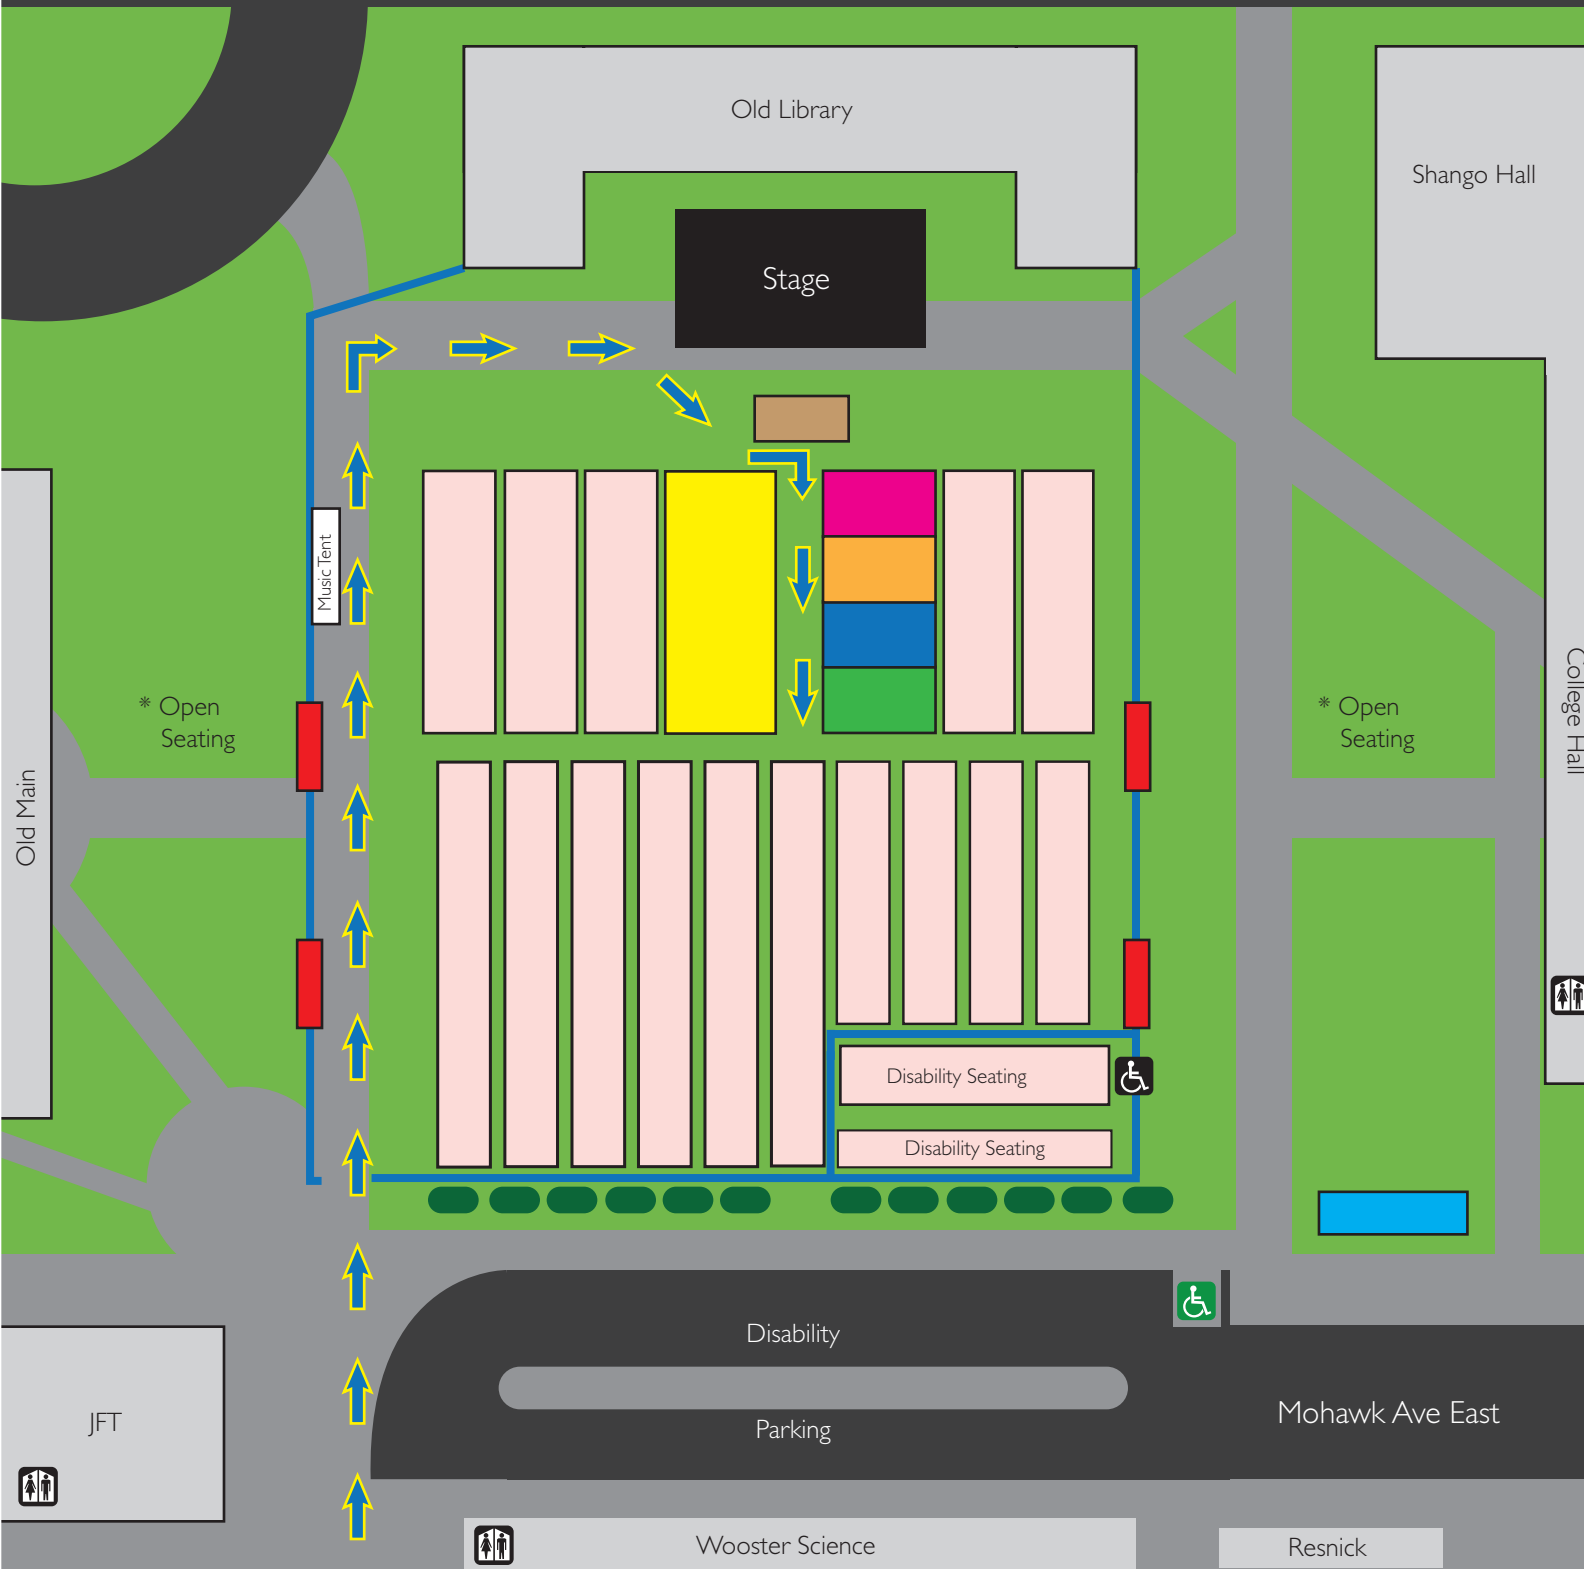 Old Library
Shango Hall
Stage
Music Tent
* Open
Seating
* Open
Seating
College Hall
Old Main
Disability Seating
Disability Seating
Disability
Parking
Mohawk Ave East
JFT
Wooster Science
Resnick